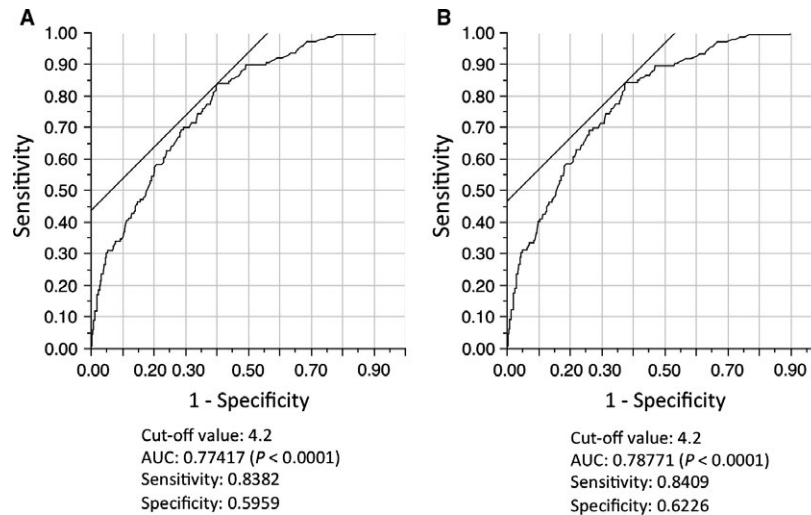 A
1.00
0.90
0.80
0.70
0.60
0.50
0.40
0.30
0.20
0.10
0.00
Sensitivity
0.00 0.20 0.30 0.50 0.70 0.90
1 - Specificity
Cut-off value: 4.2
AUC: 0.77417 (P < 0.0001)
Sensitivity: 0.8382
Specificity: 0.5959
B
1.00
0.90
0.80
0.70
0.60
0.50
0.40
0.30
0.20
0.10
0.00
Sensitivity
0.00 0.20 0.30 0.50 0.70 0.90
1 - Specificity
Cut-off value: 4.2
AUC: 0.78771 (P < 0.0001)
Sensitivity: 0.8409
Specificity: 0.6226